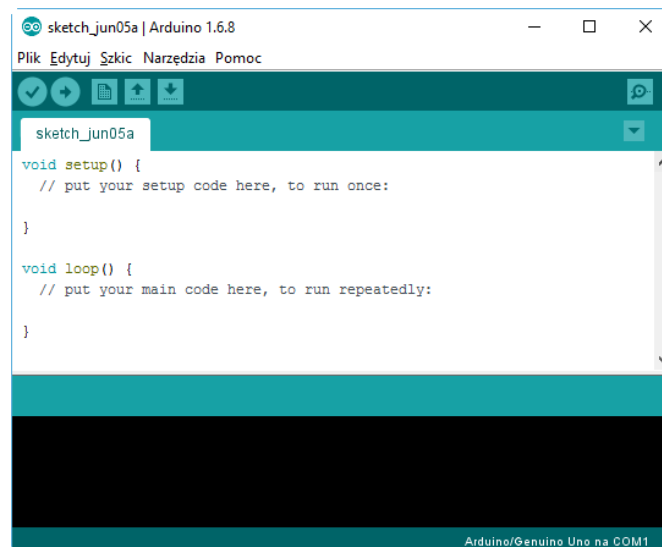 sketch_jun05a | Arduino 1.6.8
Plik Edytuj Szkic Narzędzia Pomoc
sketch_jun05a
void setup() {
  // put your setup code here, to run once:
}
void loop() {
  // put your main code here, to run repeatedly:
}
Arduino/Genuino Uno na COM1